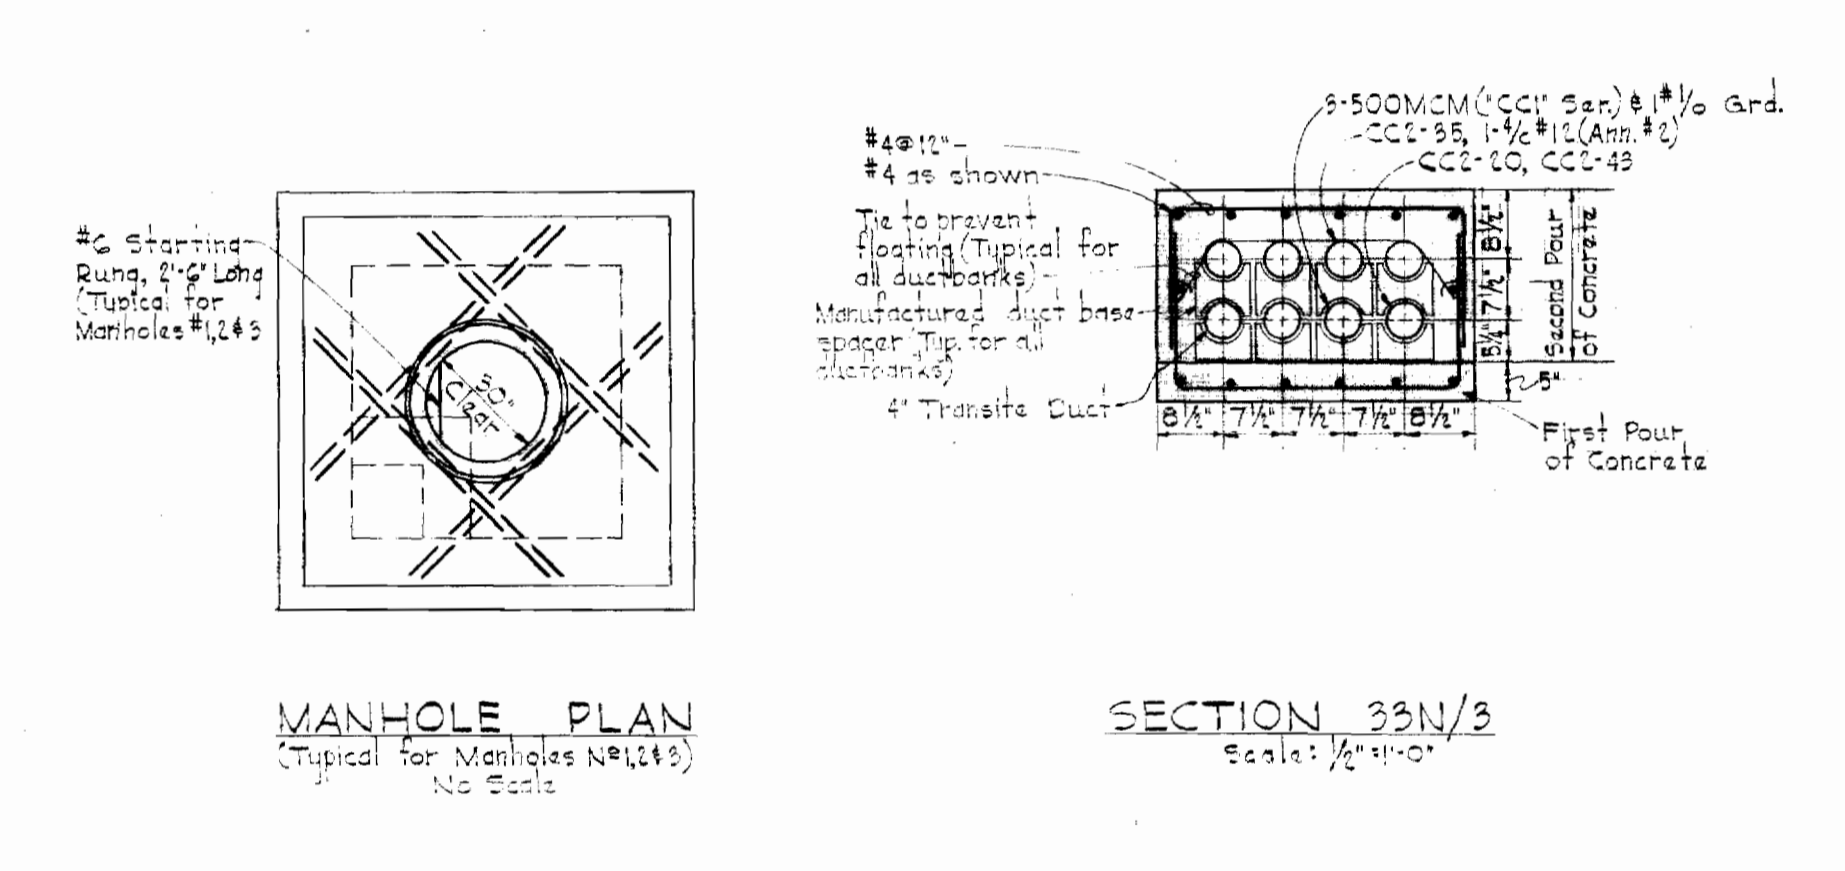 #6 Starting
Rung, 2'-6" Long
(Typical for
Manholes #1,2 & 3
30"
Clear
MANHOLE PLAN
(Typical for Manholes Nº 1,2 & 3)
No Scale
#4@12"
#4 as shown
Tie to prevent
floating (Typical for
all ductbanks)
Manufactured duct base
spacer (Typ. for all
ductbanks)
4" Transite Duct
3-500MCM ("CC1" Ser.) & 1#1/0 Grd.
CC2-35, 1-4/c #12 (Ann. #2)
CC2-20, CC2-43
8½"
7½"
5¼"
5"
Second Pour
of Concrete
8½" 7½" 7½" 7½" 8½"
First Pour
of Concrete
SECTION 33N/3
Scale: ½"=1'-0"